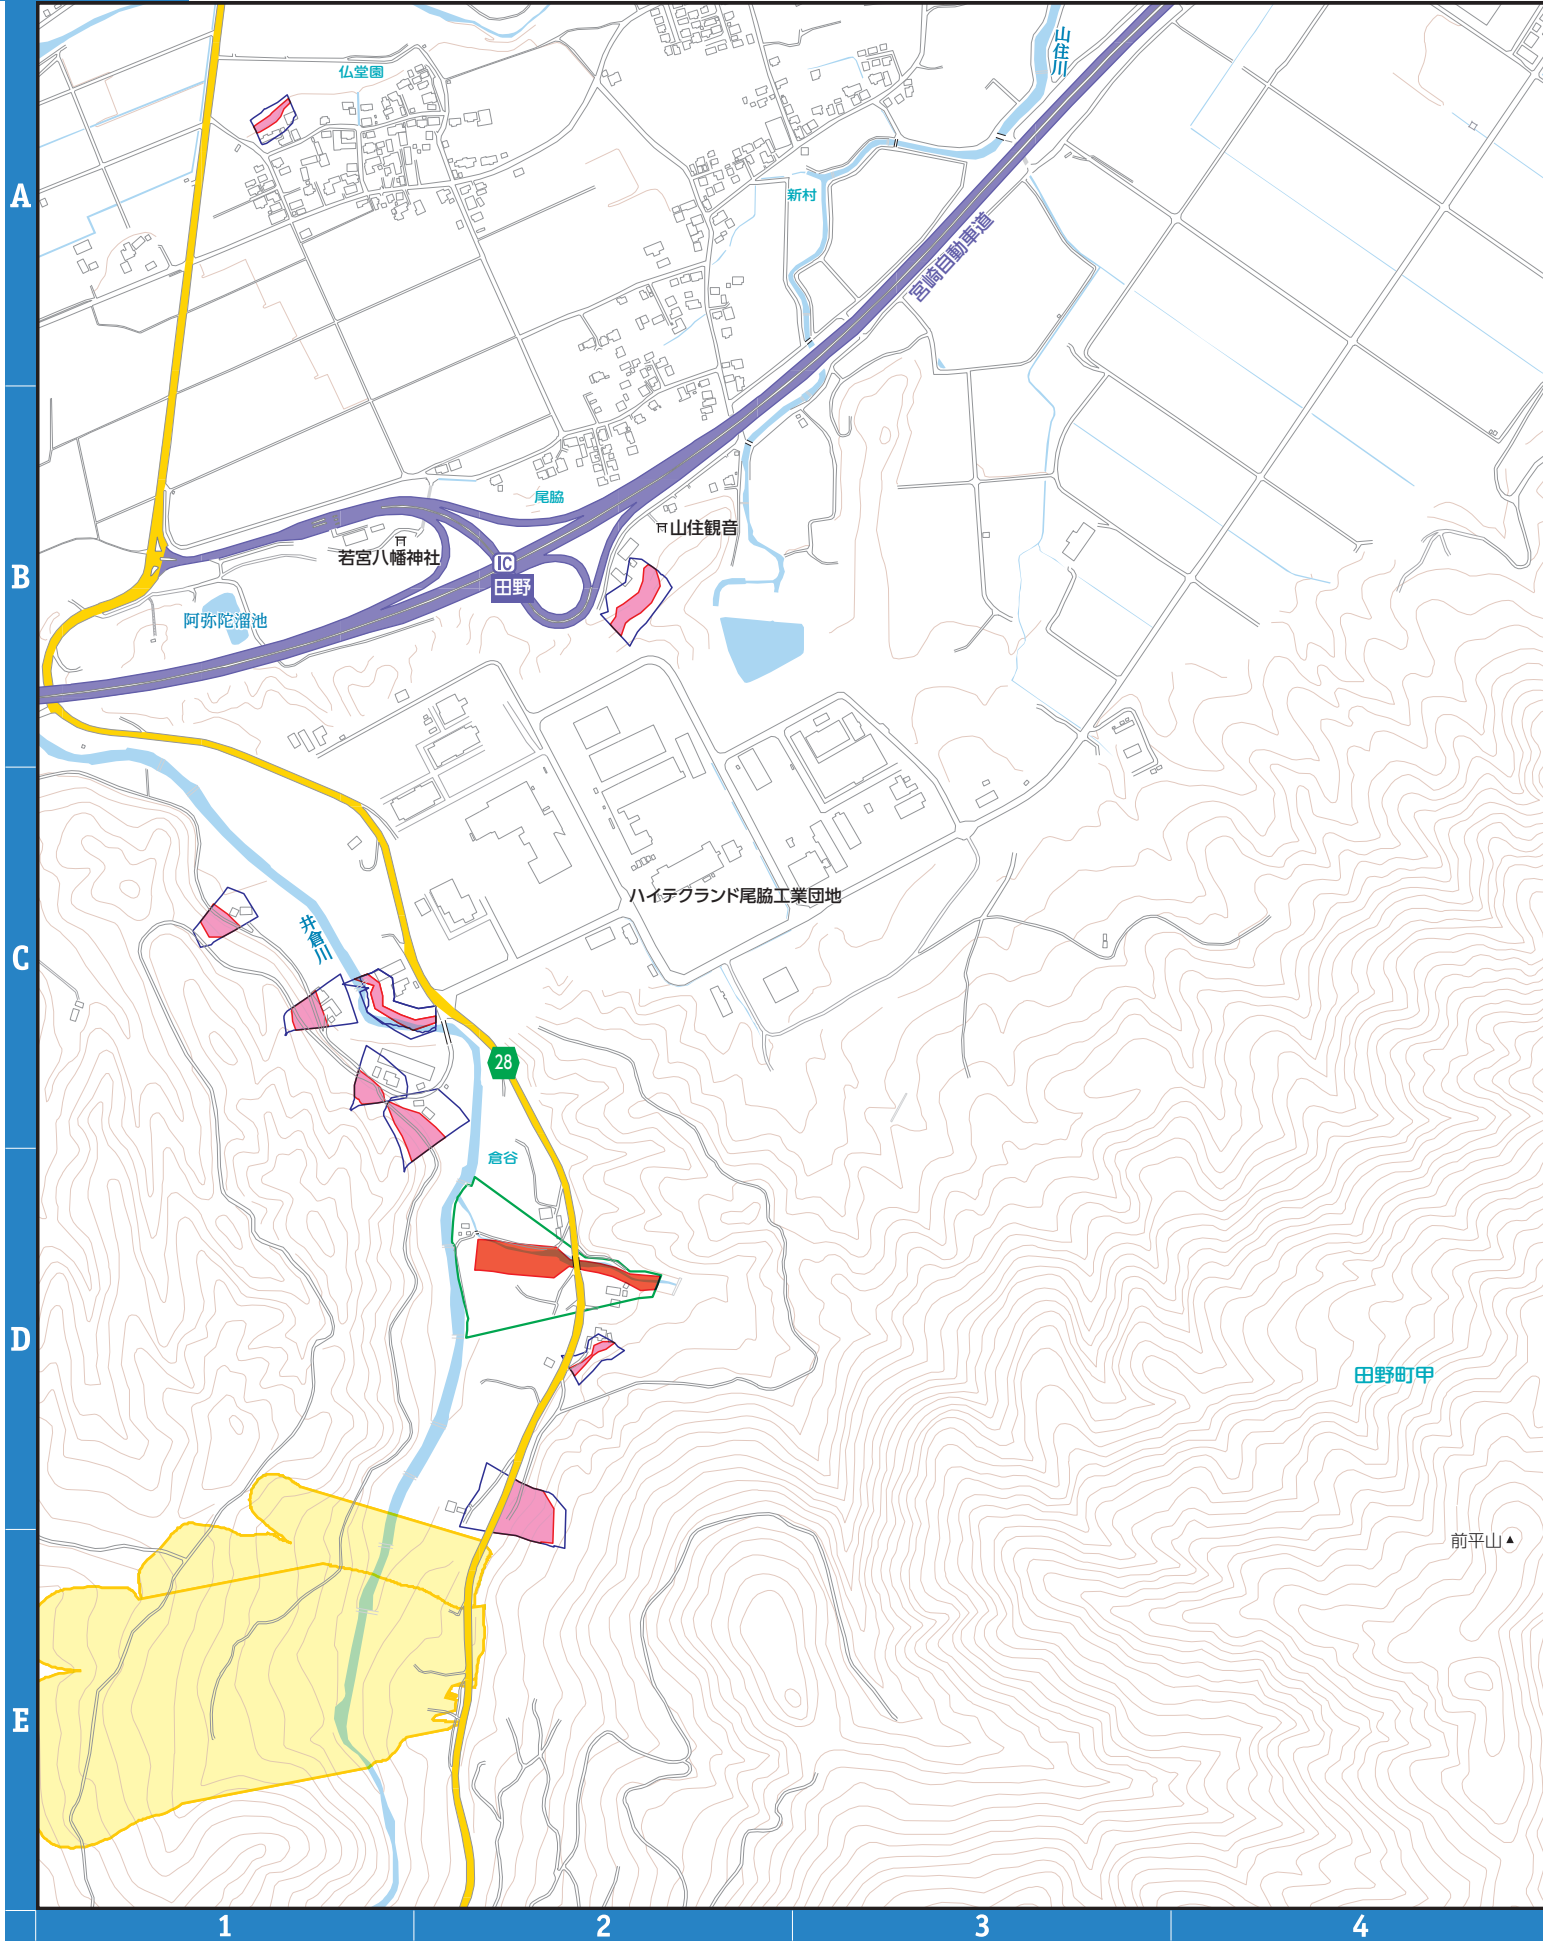 仏堂園
山住川
A
新村
宮崎自動車道
尾脇
山住観音
若宮八幡神社
IC
田野
B
阿弥陀溜池
ハイテクランド尾脇工業団地
井倉川
C
28
倉谷
D
田野町甲
前平山▲
E
1
2
3
4